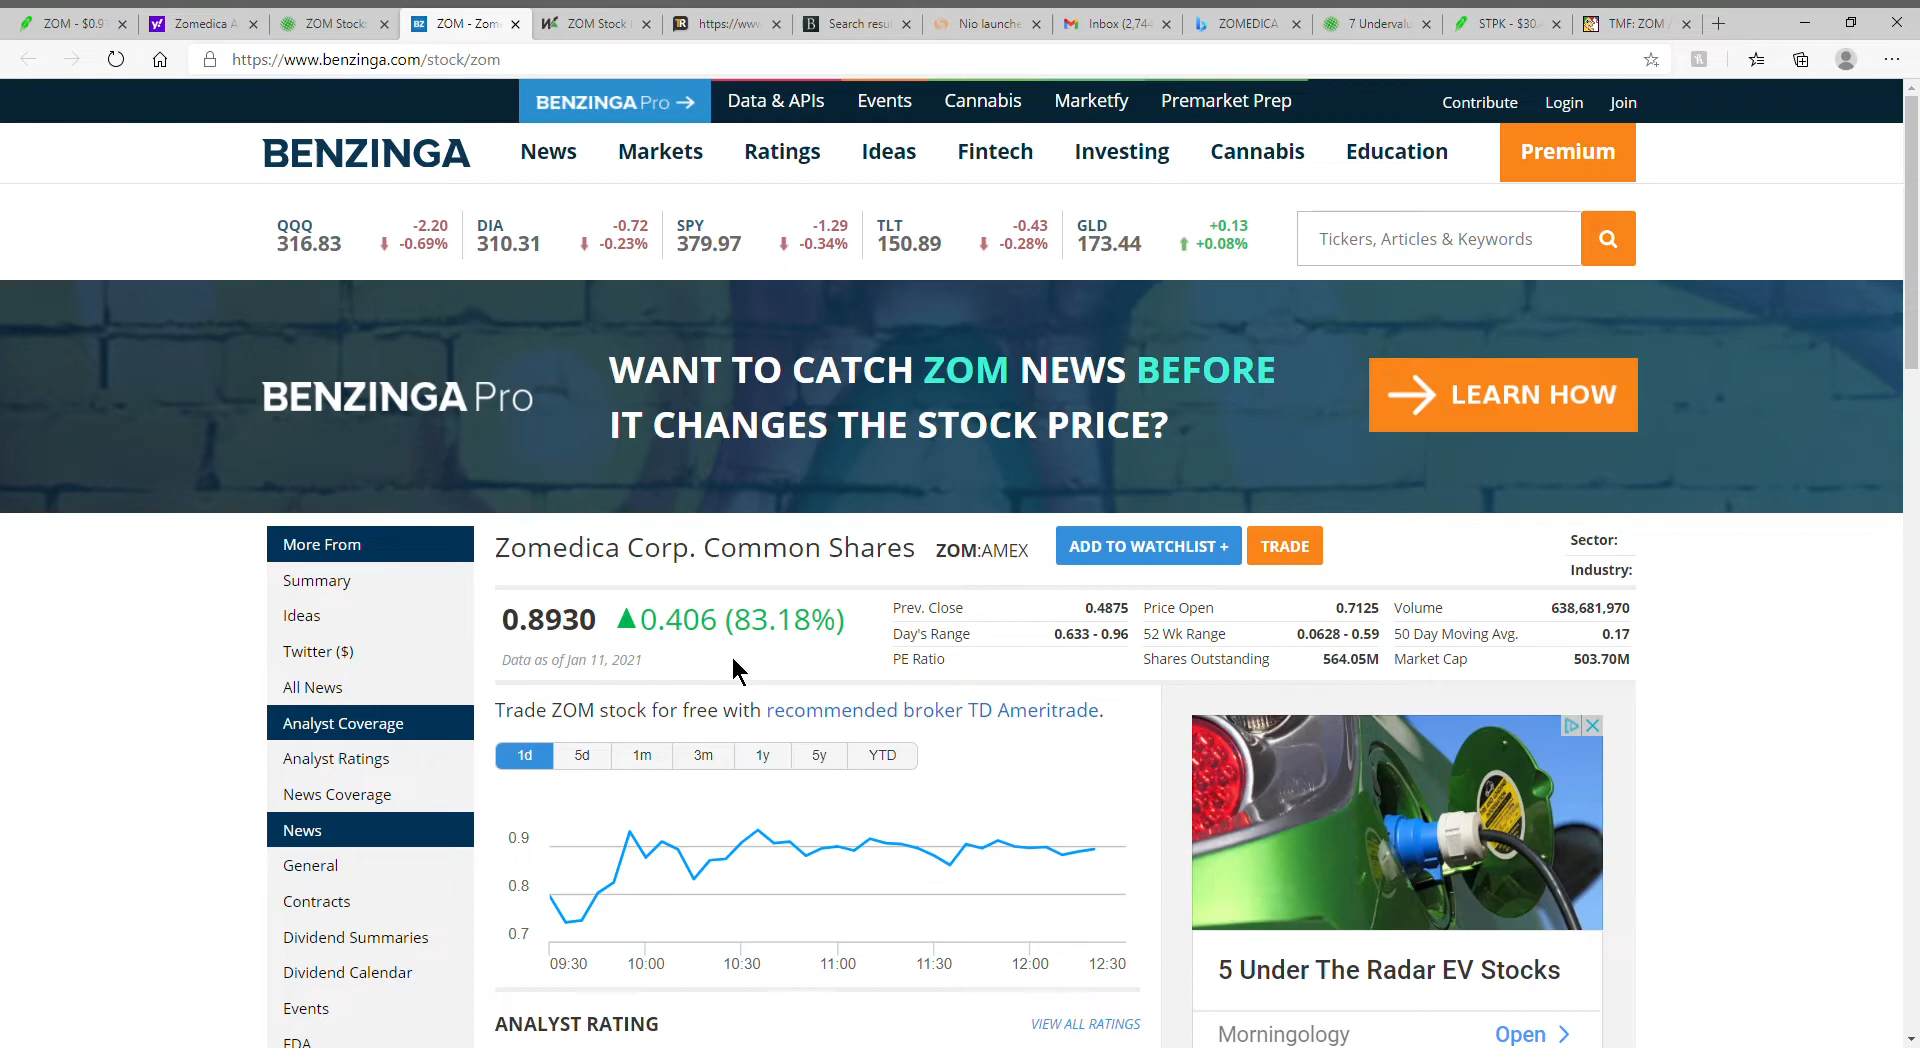 ZOM - $0.9
Zomedica A
ZOM Stock
ZOM - Zom
ZOM Stock
https://www
Search resu
Nio launche
Inbox (2,744
ZOMEDICA
7 Underval
STPK - $30.
TMF: ZOM
https://www.benzinga.com/stock/zom
BENZINGA Pro →
Data & APIs
Events
Cannabis
Marketfy
Premarket Prep
Contribute
Login
Join
BENZINGA
News
Markets
Ratings
Ideas
Fintech
Investing
Cannabis
Education
Premium
QQQ -2.20
316.83 -0.69%
DIA -0.72
310.31 -0.23%
SPY -1.29
379.97 -0.34%
TLT -0.43
150.89 -0.28%
GLD +0.13
173.44 +0.08%
Tickers, Articles & Keywords
BENZINGA Pro
WANT TO CATCH ZOM NEWS BEFORE
IT CHANGES THE STOCK PRICE?
LEARN HOW
More From
Summary
Ideas
Twitter ($)
All News
Analyst Coverage
Analyst Ratings
News Coverage
News
General
Contracts
Dividend Summaries
Dividend Calendar
Events
FDA
Zomedica Corp. Common Shares ZOM:AMEX
ADD TO WATCHLIST +
TRADE
Sector:
Industry:
0.8930 ▲0.406 (83.18%)
Data as of Jan 11, 2021
Prev. Close 0.4875
Day's Range 0.633 - 0.96
PE Ratio
Price Open 0.7125
52 Wk Range 0.0628 - 0.59
Shares Outstanding 564.05M
Volume 638,681,970
50 Day Moving Avg. 0.17
Market Cap 503.70M
Trade ZOM stock for free with recommended broker TD Ameritrade.
1d 5d 1m 3m 1y 5y YTD
0.9
0.8
0.7
09:30 10:00 10:30 11:00 11:30 12:00 12:30
ANALYST RATING
VIEW ALL RATINGS
5 Under The Radar EV Stocks
Morningology
Open